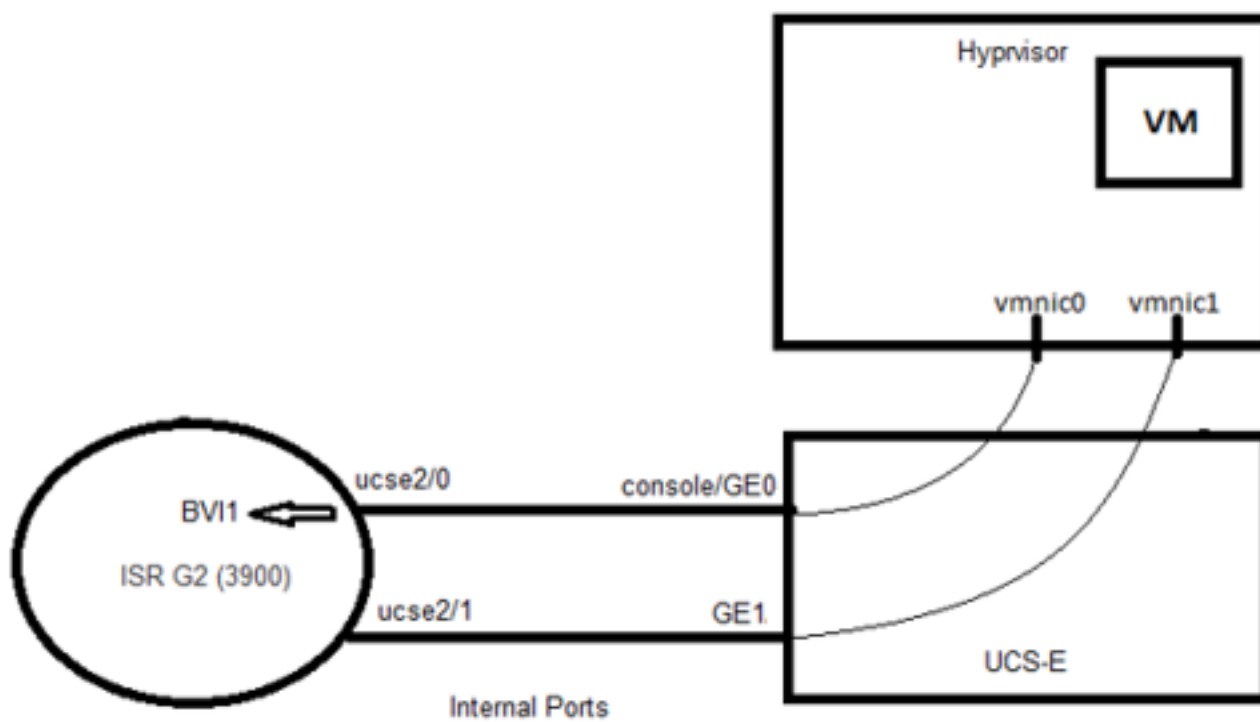 Hyprvisor
VM
vmnic0 vmnic1
ucse2/0 console/GE0
BVI1
ISR G2 (3900)
ucse2/1 GE1
UCS-E
Internal Ports